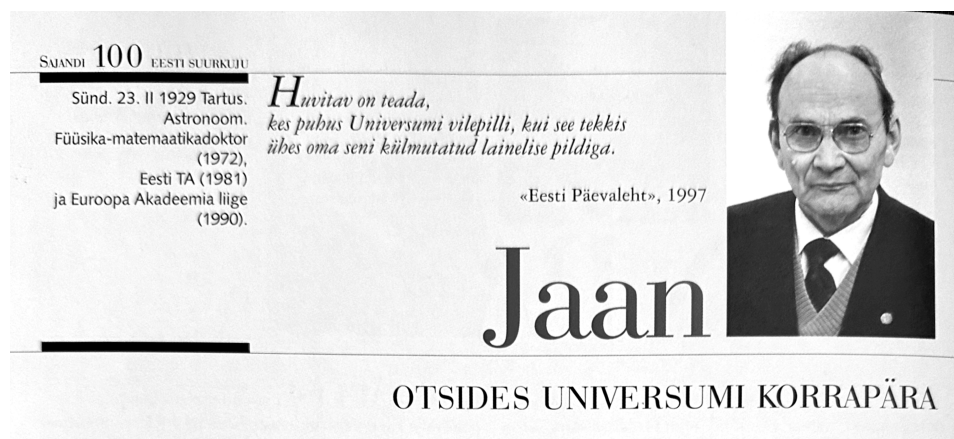 SAJANDI 100 EESTI SUURKUJU
Sünd. 23. II 1929 Tartus.
Astronoom.
Füüsika-matemaatikadoktor
(1972),
Eesti TA (1981)
ja Euroopa Akadeemia liige
(1990).
Huvitav on teada,
kes puhus Universumi vilepilli, kui see tekkis
ühes oma seni külmutatud lainelise pildiga.
«Eesti Päevaleht», 1997
Jaan
OTSIDES UNIVERSUMI KORRAPÄRA